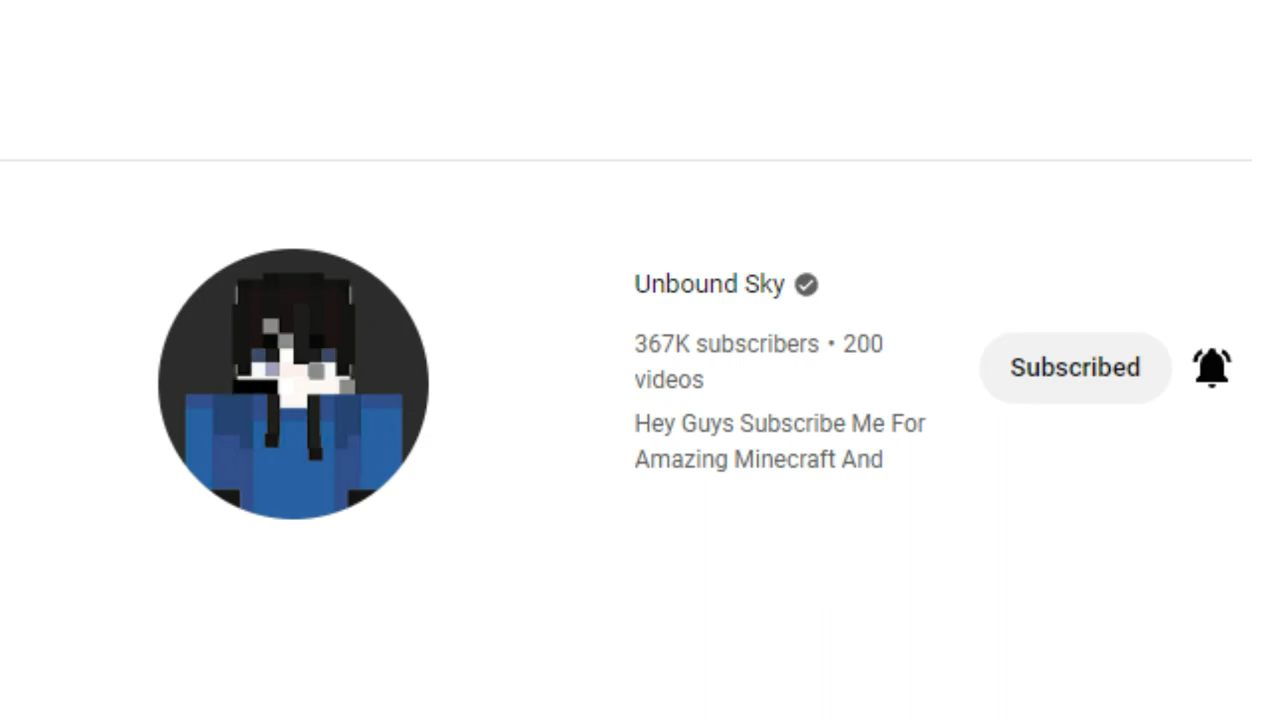 Unbound Sky
367K subscribers • 200
videos
Subscribed
Hey Guys Subscribe Me For
Amazing Minecraft And